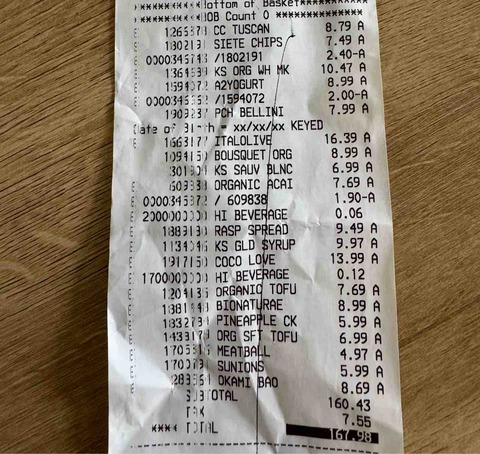 Bottom of Basket
BOB Count 0
E CC TUSCAN 8.79 A
E SIETE CHIPS 7.49 A
/1802191 2.40-A
E KS ORG WH MK 10.47 A
E A2YOGURT 8.99 A
/1594072 2.00-A
PCH BELLINI 7.99 A
Date of Birth = xx/xx/xx KEYED
E ITALOLIVE 16.39 A
E BOUSQUET ORG 8.99 A
KS SAUV BLNC 6.99 A
E ORGANIC ACAI 7.69 A
/ 609838 1.90-A
HI BEVERAGE 0.06
E RASP SPREAD 9.49 A
E KS GLD SYRUP 9.97 A
E COCO LOVE 13.99 A
HI BEVERAGE 0.12
E ORGANIC TOFU 7.69 A
E BIONATURAE 8.99 A
E PINEAPPLE CK 5.99 A
E ORG SFT TOFU 6.99 A
E MEATBALL 4.97 A
E SUNIONS 5.99 A
E OKAMI BAO 8.69 A
SUBTOTAL 160.43
TAX 7.55
**** TOTAL 167.98